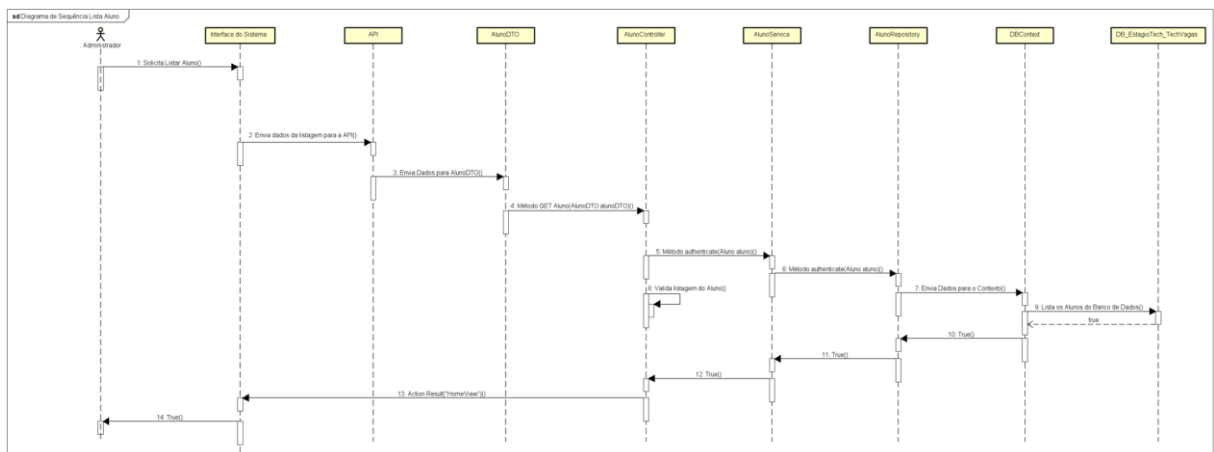 sd Diagrama de Sequência Lista Aluno
: Administrador
Interface do Sistema
API
AlunoDTO
AlunoController
AlunoService
AlunoRepository
DBContext
DB_EstagioTech_TechVagas
1: Solicita Listar Aluno()
2: Envia dados da listagem para a API()
3: Envia Dados para AlunoDTO()
4: Método GET Aluno(AlunoDTO alunoDTO)()
5: Método authenticate(Aluno aluno)()
6: Método authenticate(Aluno aluno)()
8: Valida listagem do Aluno()
7: Envia Dados para o Contexto()
9: Lista os Alunos do Banco de Dados()
true
10: True()
11: True()
12: True()
13: Action Result("HomeView")()
14: True()